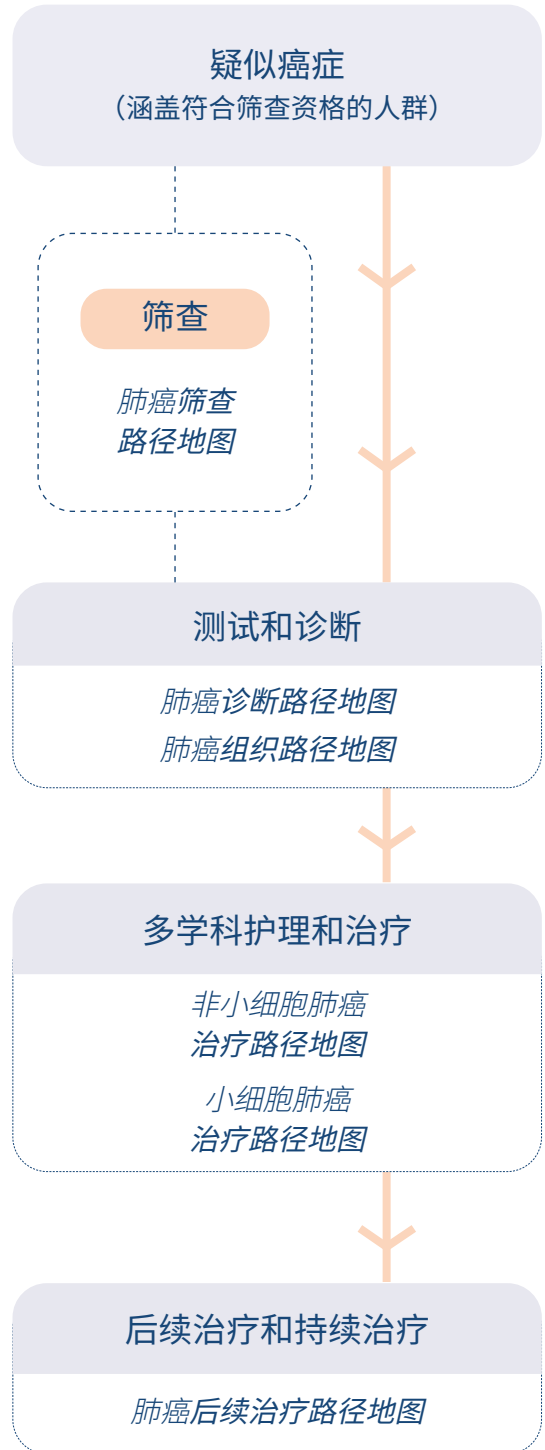 疑似癌症
（涵盖符合筛查资格的人群）
筛查
肺癌筛查
路径地图
测试和诊断
肺癌诊断路径地图
肺癌组织路径地图
多学科护理和治疗
非小细胞肺癌
治疗路径地图
小细胞肺癌
治疗路径地图
后续治疗和持续治疗
肺癌后续治疗路径地图